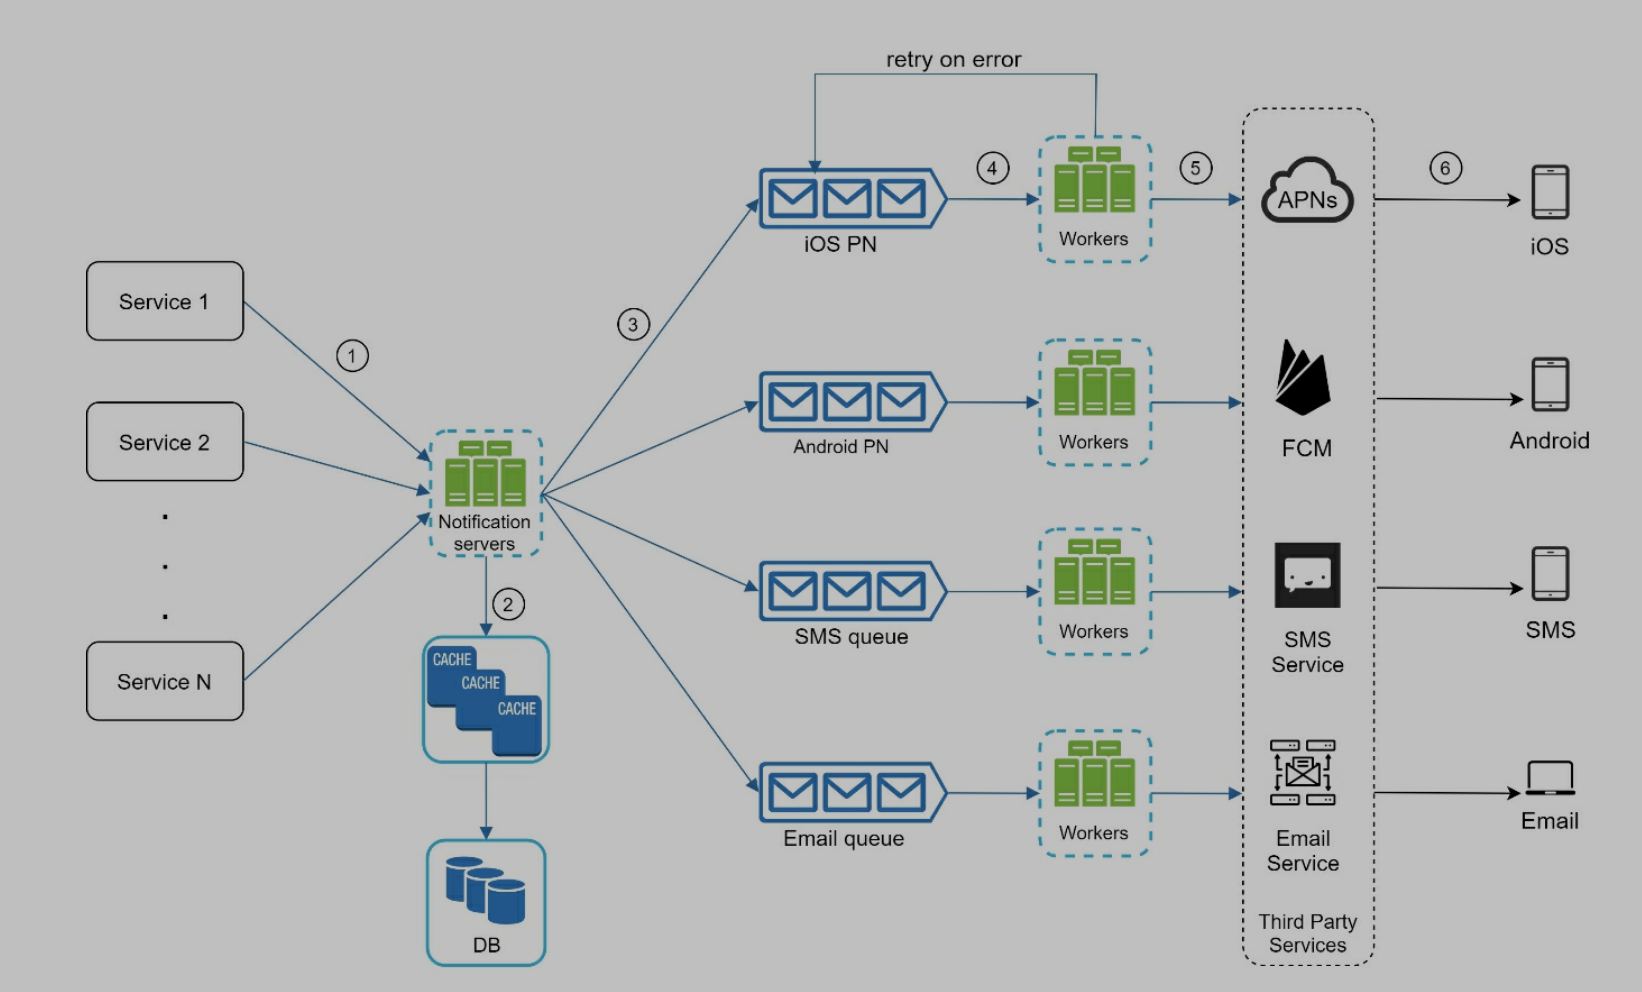 retry on error
4
5
6
APNs
iOS PN
Workers
iOS
Service 1
1
3
Service 2
Android PN
Workers
FCM
Android
Notification
servers
2
SMS queue
Workers
SMS
Service
SMS
CACHE
CACHE
CACHE
Service N
Email queue
Workers
Email
Service
Email
DB
Third Party
Services